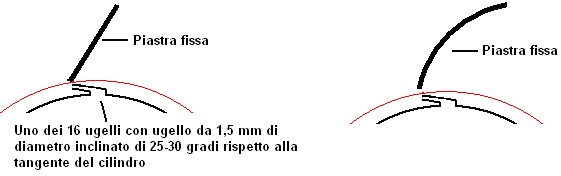 Piastra fissa
Piastra fissa
Uno dei 16 ugelli con ugello da 1,5 mm di
diametro inclinato di 25-30 gradi rispetto alla
tangente del cilindro